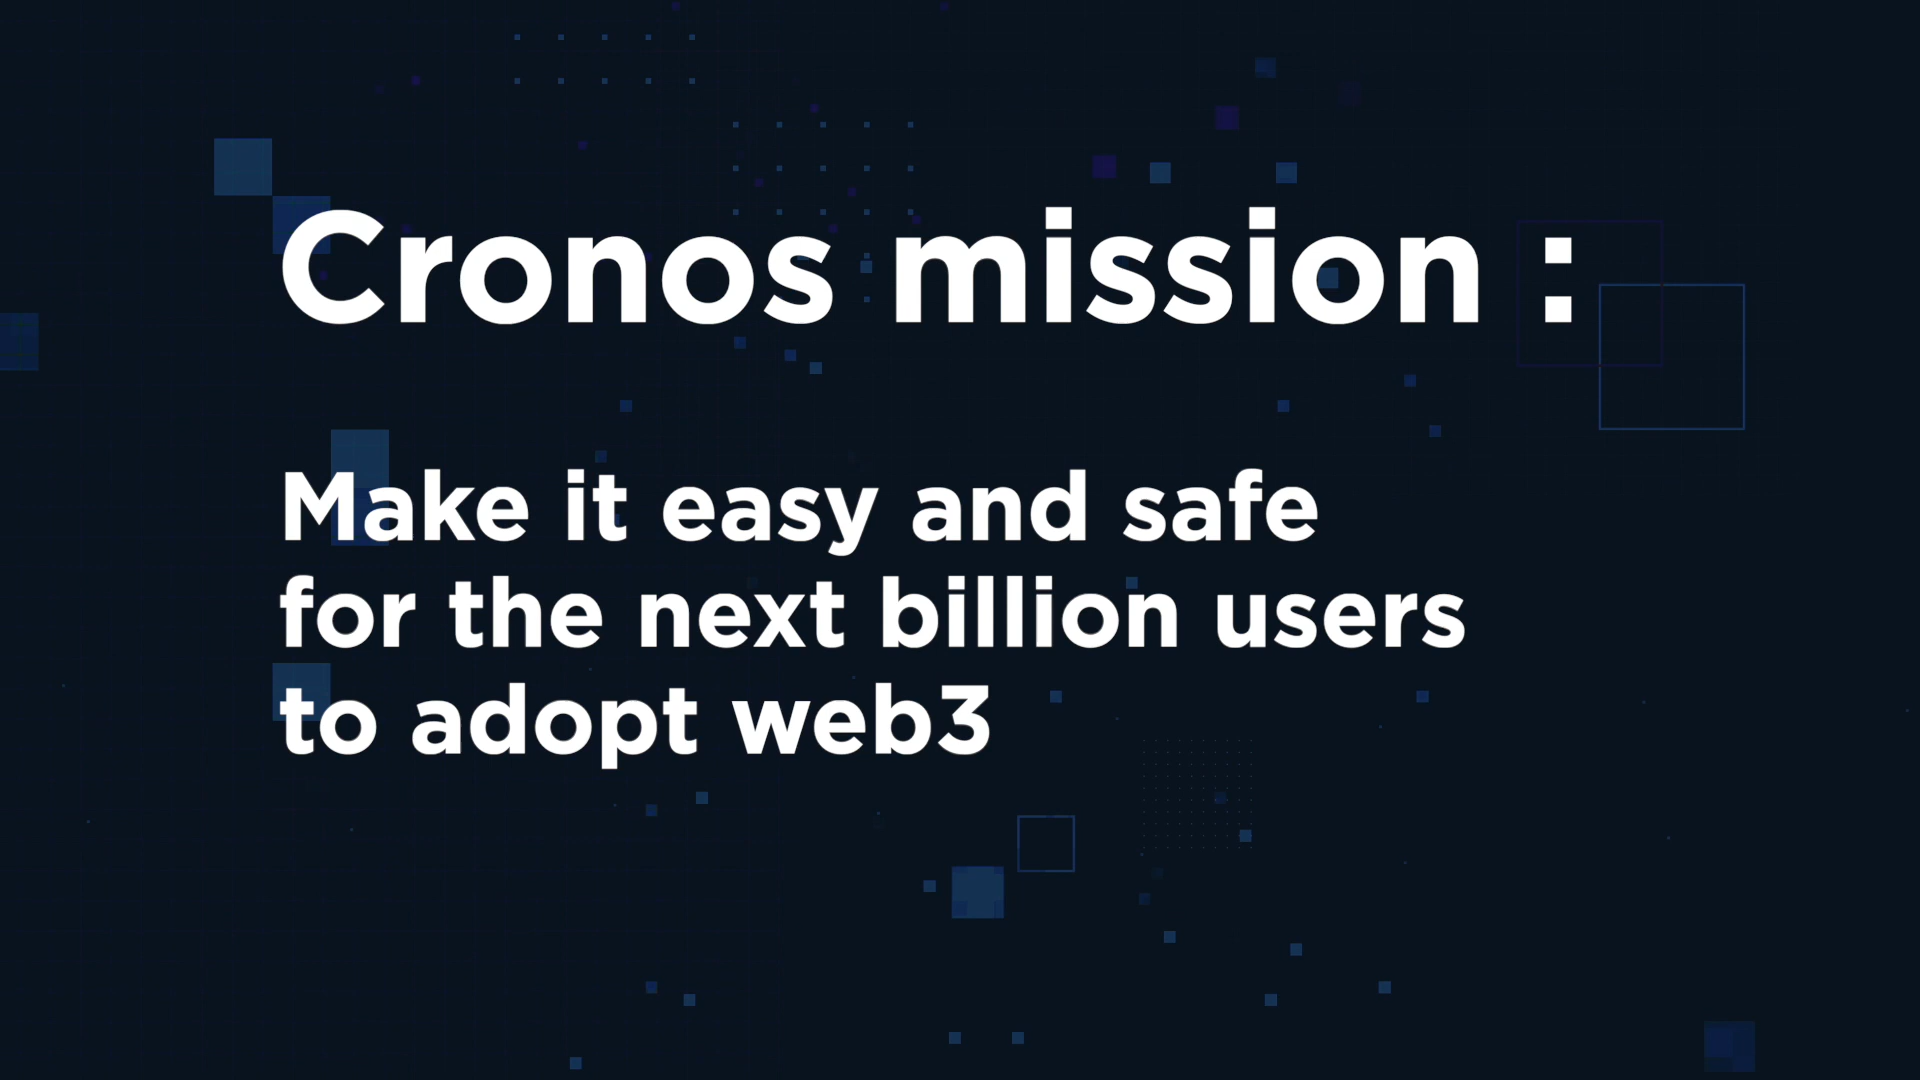 Cronos mission :
Make it easy and safe
for the next billion users
to adopt web3